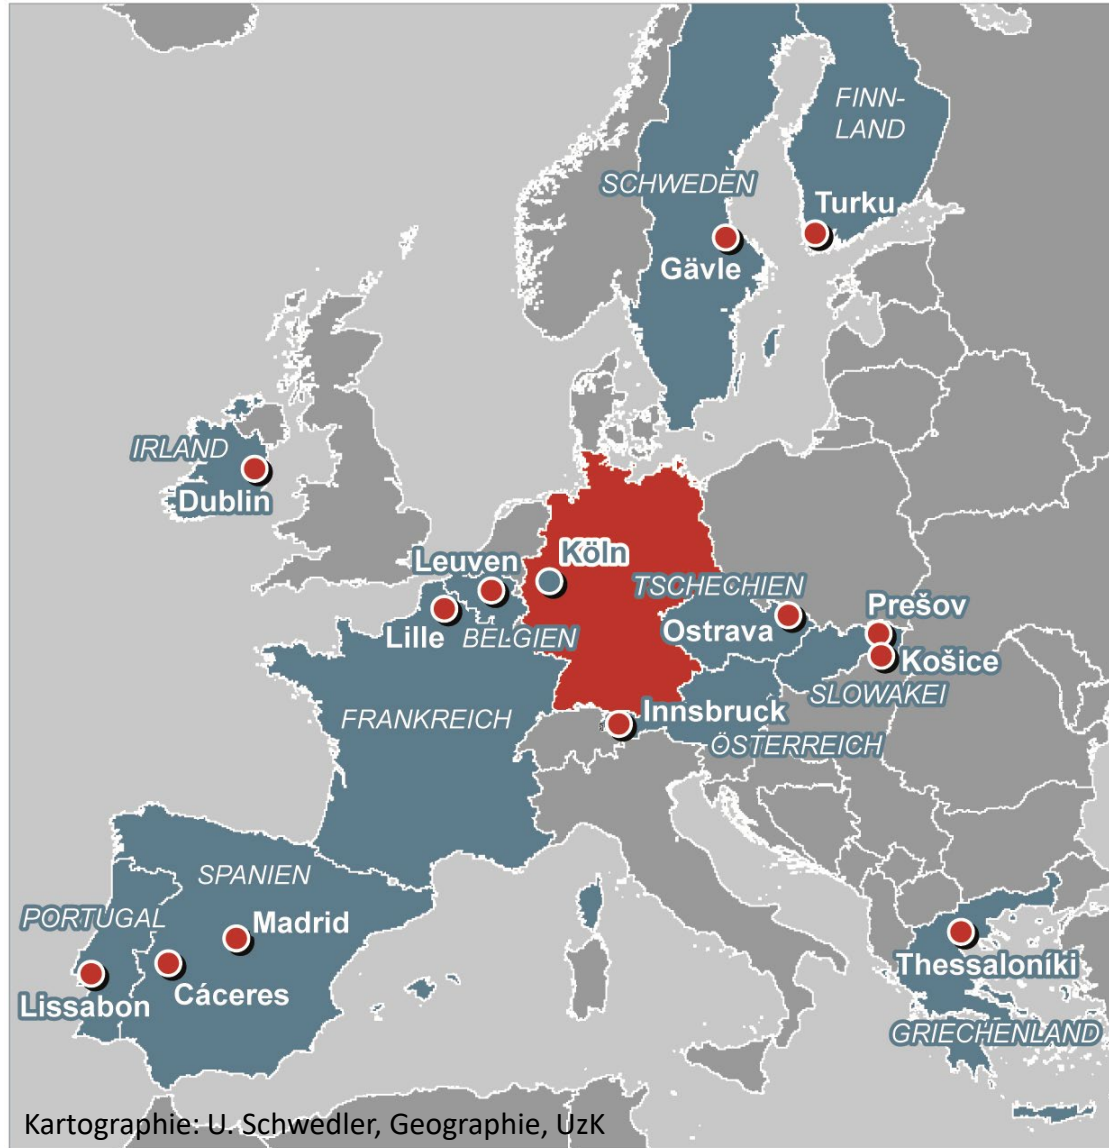 FINN-
LAND
SCHWEDEN
Turku
Gävle
IRLAND
Dublin
Leuven
Köln
TSCHECHIEN
Prešov
Lille
BELGIEN
Ostrava
Košice
SLOWAKEI
FRANKREICH
Innsbruck
ÖSTERREICH
SPANIEN
PORTUGAL
Madrid
Thessaloníki
Lissabon
Cáceres
GRIECHENLAND
Kartographie: U. Schwedler, Geographie, UzK